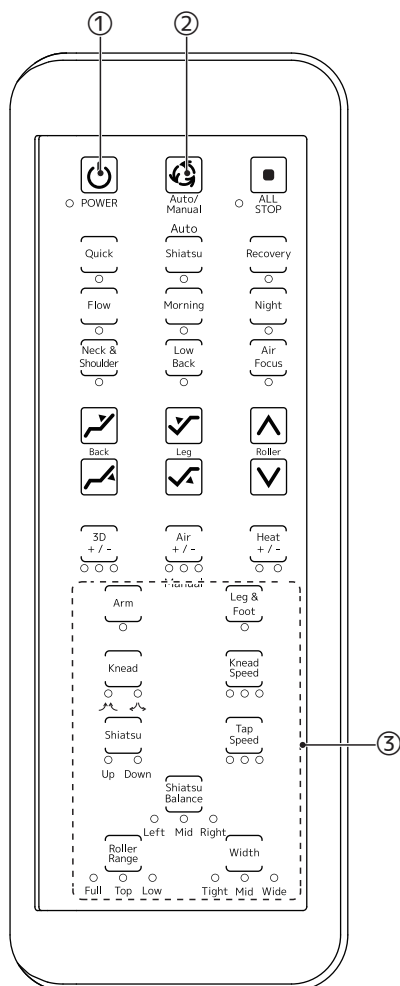 ① ②
POWER
Auto/
Manual
ALL
STOP
Auto
Quick Shiatsu Recovery
Flow Morning Night
Neck &
Shoulder
Low
Back
Air
Focus
Back Leg Roller
3D
+ / -
Air
+ / -
Heat
+ / -
Manual
Arm
Leg &
Foot
Knead
Knead
Speed
Shiatsu
Tap
Speed
③
Up Down
Shiatsu
Balance
Left Mid Right
Roller
Range
Width
Full Top Low
Tight Mid Wide